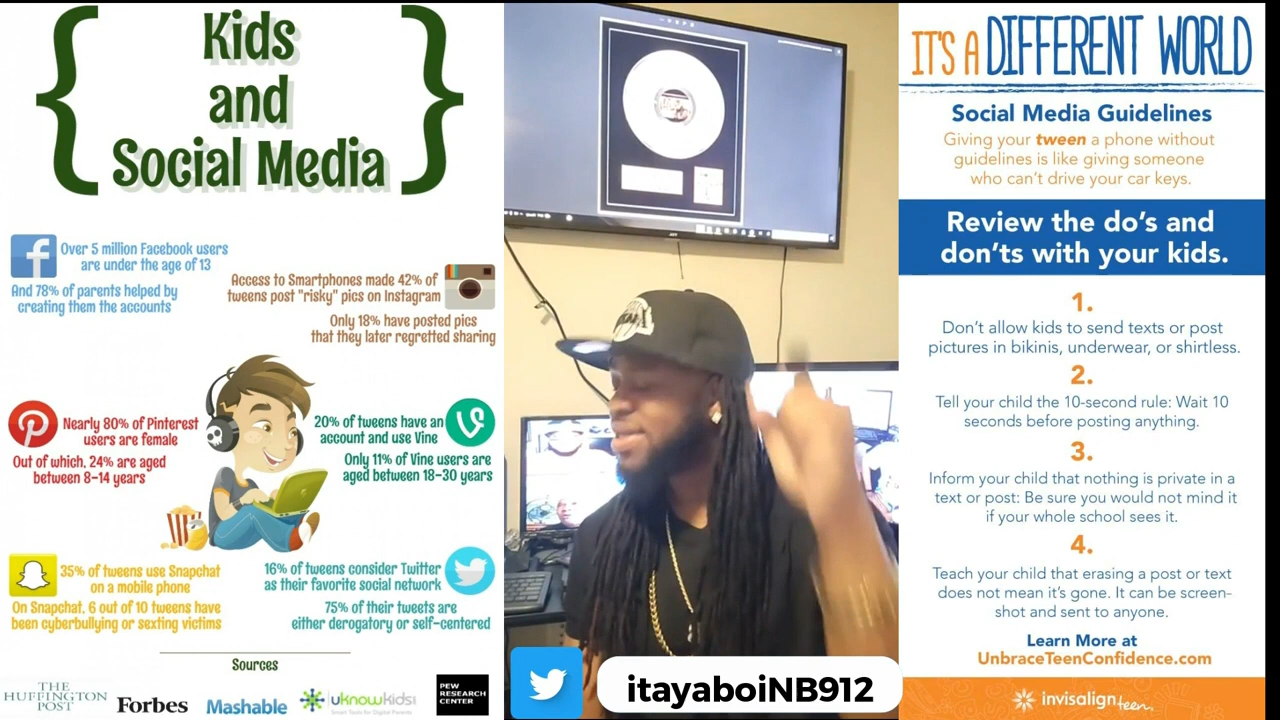 Kids
and
Social Media
Over 5 million Facebook users
are under the age of 13
And 78% of parents helped by
creating them the accounts
Access to Smartphones made 42% of
tweens post "risky" pics on Instagram
Only 18% have posted pics
that they later regretted sharing
Nearly 80% of Pinterest
users are female
Out of which, 24% are aged
between 8-14 years
20% of tweens have an
account and use Vine
Only 11% of Vine users are
aged between 18-30 years
35% of tweens use Snapchat
on a mobile phone
On Snapchat, 6 out of 10 tweens have
been cyberbullying or sexting victims
16% of tweens consider Twitter
as their favorite social network
75% of their tweets are
either derogatory or self-centered
Sources
THE
HUFFINGTON
POST
Forbes
Mashable
uknowkids
Smart Tools for Digital Parents
PEW
RESEARCH
CENTER
itayaboiNB912
IT'S A DIFFERENT WORLD
Social Media Guidelines
Giving your tween a phone without
guidelines is like giving someone
who can't drive your car keys.
Review the do's and
don'ts with your kids.
1.
Don't allow kids to send texts or post
pictures in bikinis, underwear, or shirtless.
2.
Tell your child the 10-second rule: Wait 10
seconds before posting anything.
3.
Inform your child that nothing is private in a
text or post: Be sure you would not mind it
if your whole school sees it.
4.
Teach your child that erasing a post or text
does not mean it's gone. It can be screen-
shot and sent to anyone.
Learn More at
UnbraceTeenConfidence.com
invisalign teen